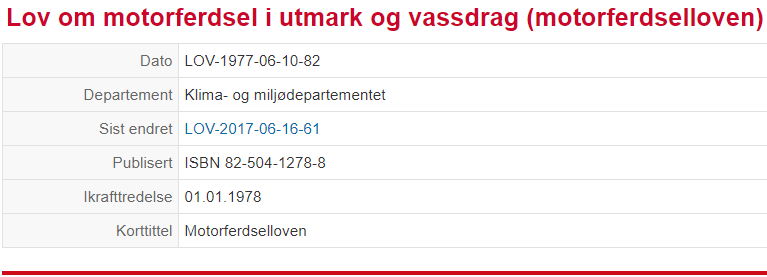 Lov om motorferdsel i utmark og vassdrag (motorferdselloven)
Dato LOV-1977-06-10-82
Departement Klima- og miljødepartementet
Sist endret LOV-2017-06-16-61
Publisert ISBN 82-504-1278-8
Ikrafttredelse 01.01.1978
Korttittel Motorferdselloven